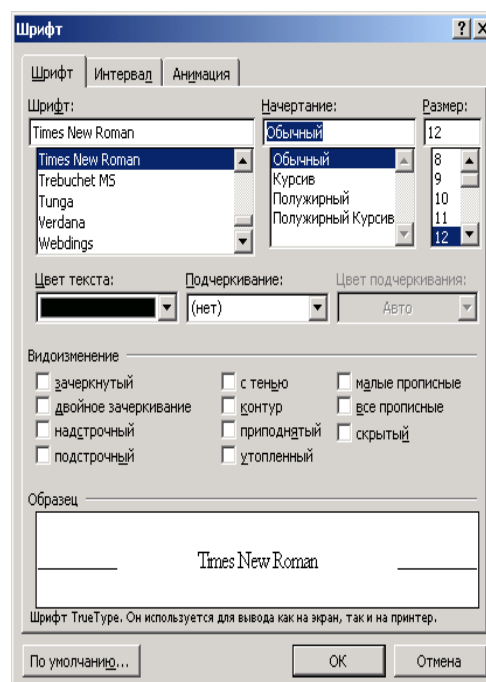 Шрифт
Шрифт Интервал Анимация
Шрифт: Начертание: Размер:
Times New Roman Обычный 12
Times New Roman Обычный 8
Trebuchet MS Курсив 9
Tunga Полужирный 10
Verdana Полужирный Курсив 11
Webdings 12
Цвет текста: Подчеркивание: Цвет подчеркивания:
(нет) Авто
Видоизменение
зачеркнутый с тенью малые прописные
двойное зачеркивание контур все прописные
надстрочный приподнятый скрытый
подстрочный утопленный
Образец
Times New Roman
Шрифт TrueType. Он используется для вывода как на экран, так и на принтер.
По умолчанию... ОК Отмена